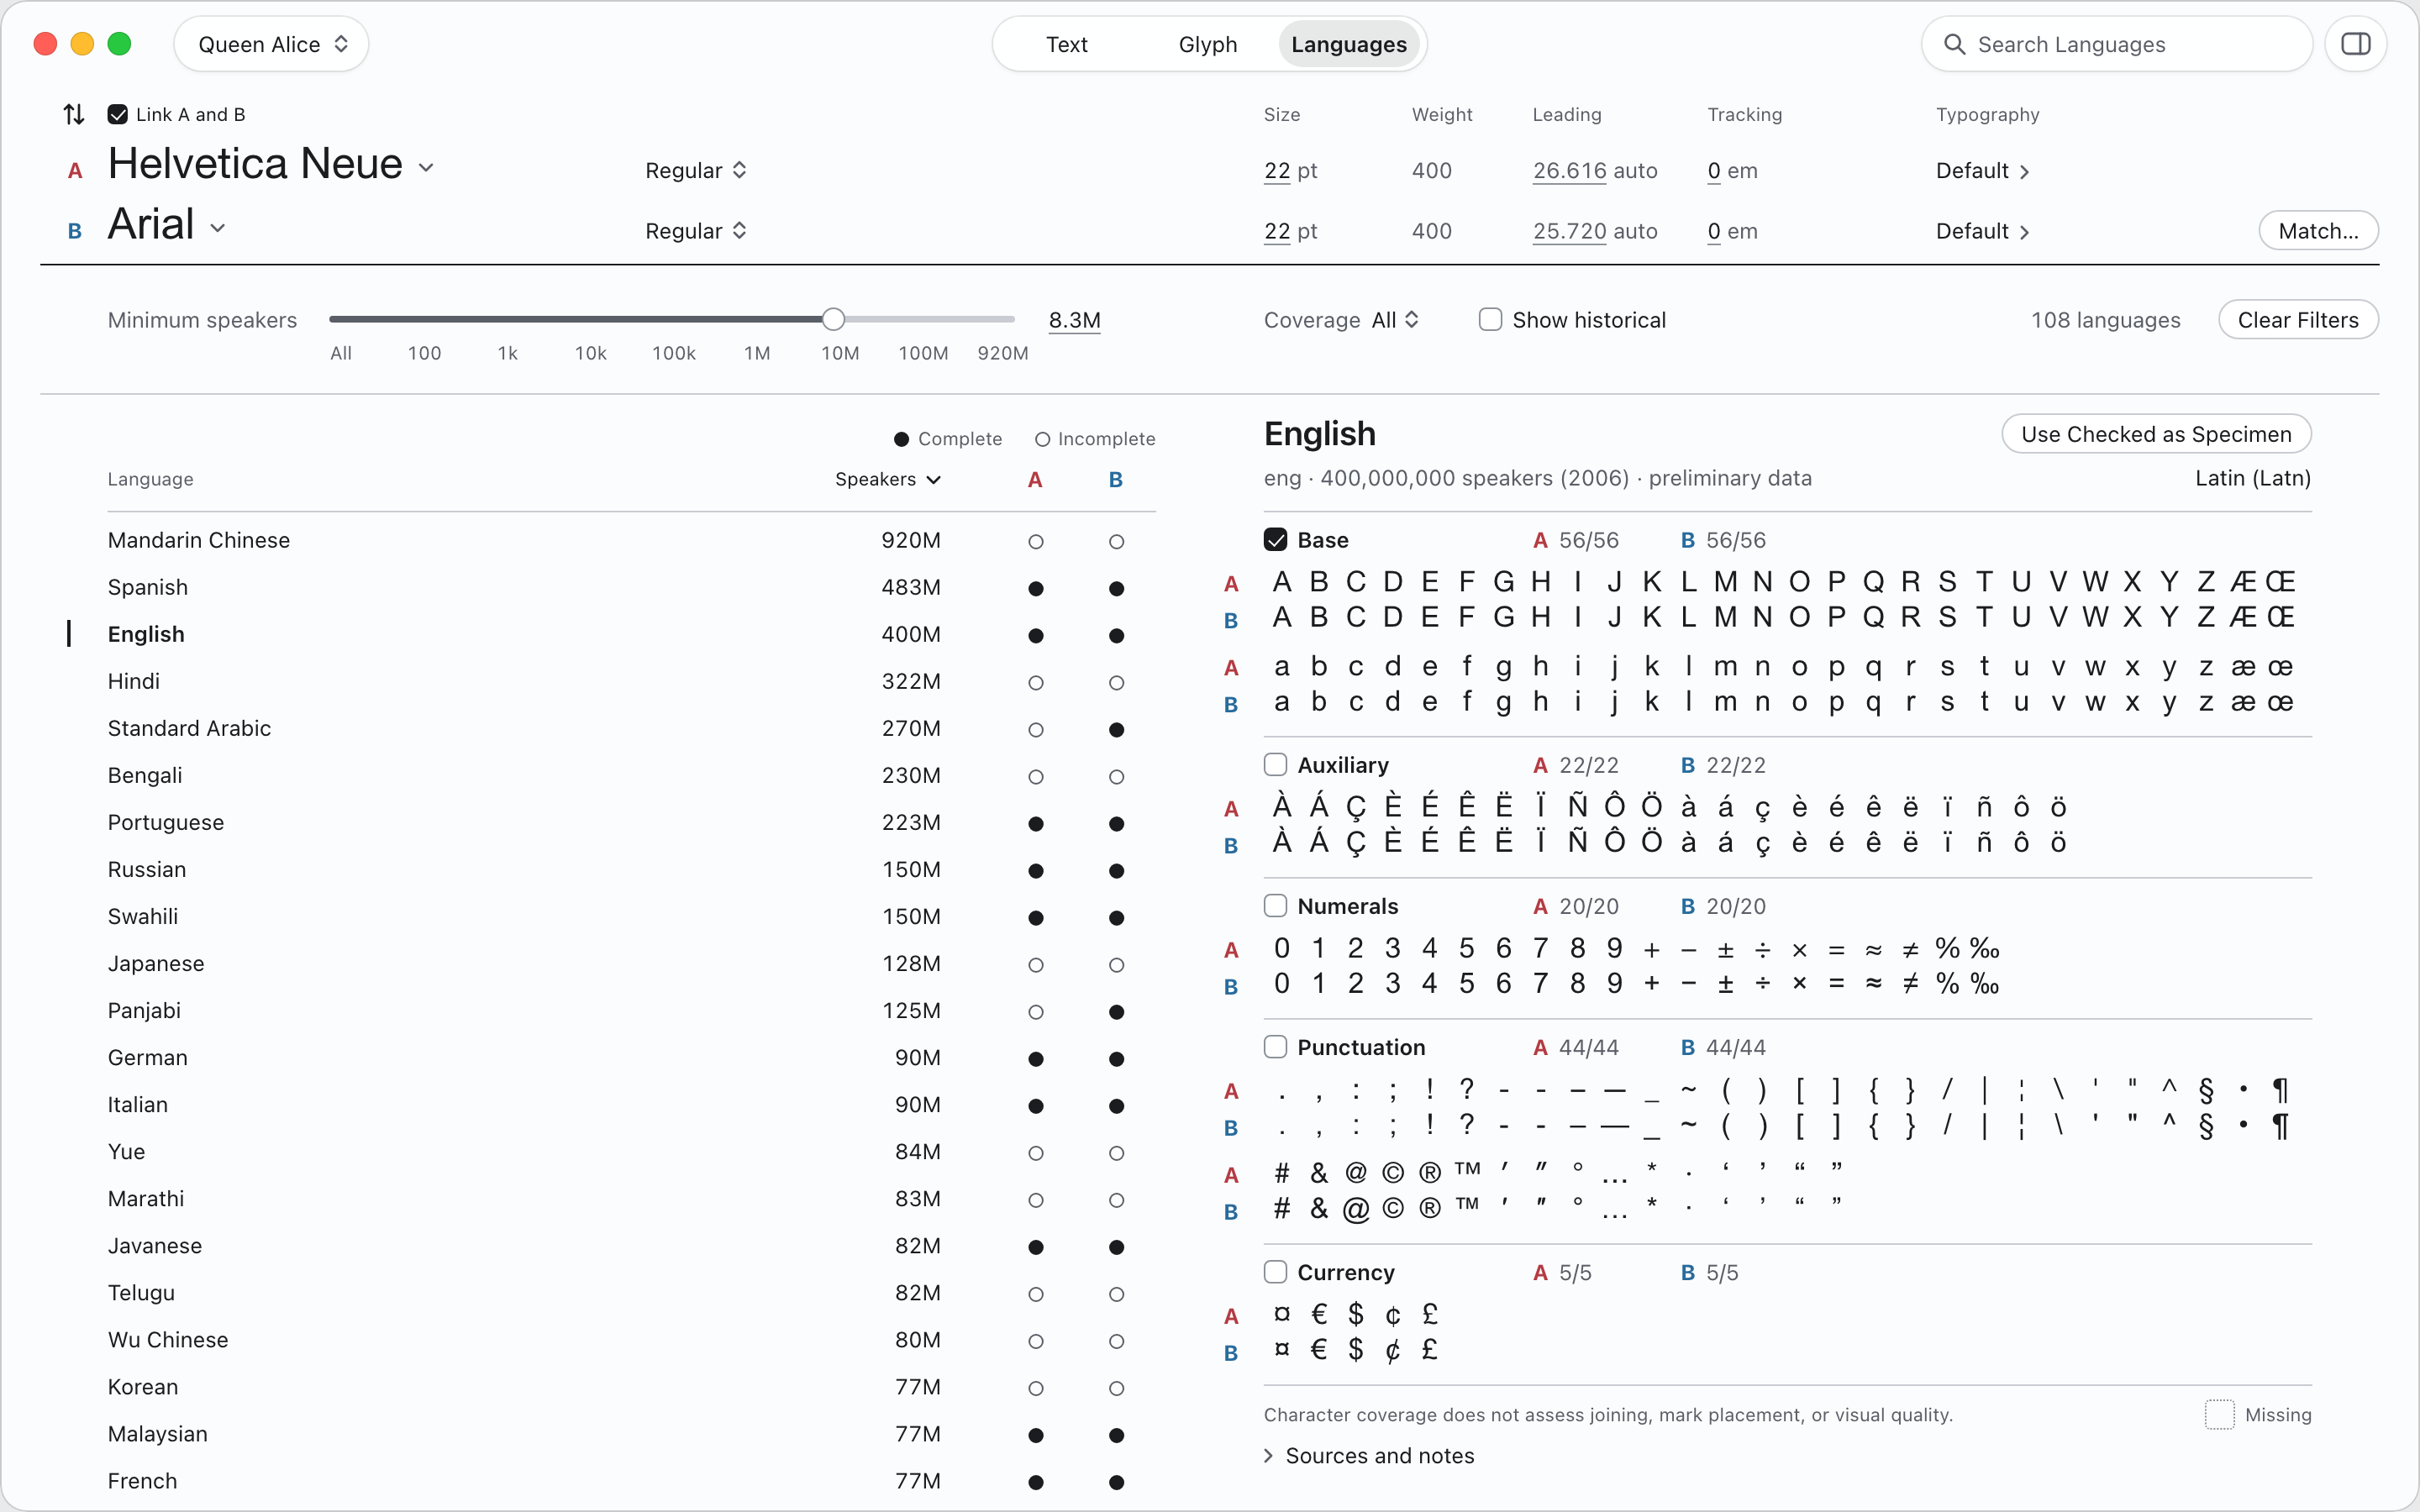 Queen Alice
Text Glyph Languages
Search Languages
Link A and B
Size Weight Leading Tracking Typography
A Helvetica Neue Regular 22 pt 400 26.616 auto 0 em Default
B Arial Regular 22 pt 400 25.720 auto 0 em Default Match...
Minimum speakers 8.3M Coverage All Show historical 108 languages Clear Filters
All 100 1k 10k 100k 1M 10M 100M 920M
Complete Incomplete
Language Speakers A B
Mandarin Chinese 920M
Spanish 483M
English 400M
Hindi 322M
Standard Arabic 270M
Bengali 230M
Portuguese 223M
Russian 150M
Swahili 150M
Japanese 128M
Panjabi 125M
German 90M
Italian 90M
Yue 84M
Marathi 83M
Javanese 82M
Telugu 82M
Wu Chinese 80M
Korean 77M
Malaysian 77M
French 77M
English Use Checked as Specimen
eng · 400,000,000 speakers (2006) · preliminary data Latin (Latn)
Base A 56/56 B 56/56
A A B C D E F G H I J K L M N O P Q R S T U V W X Y Z Æ Œ
B A B C D E F G H I J K L M N O P Q R S T U V W X Y Z Æ Œ
A a b c d e f g h i j k l m n o p q r s t u v w x y z æ œ
B a b c d e f g h i j k l m n o p q r s t u v w x y z æ œ
Auxiliary A 22/22 B 22/22
A À Á Ç È É Ê Ë Ï Ñ Ô Ö à á ç è é ê ë ï ñ ô ö
B À Á Ç È É Ê Ë Ï Ñ Ô Ö à á ç è é ê ë ï ñ ô ö
Numerals A 20/20 B 20/20
A 0 1 2 3 4 5 6 7 8 9 + − ± ÷ × = ≈ ≠ % ‰
B 0 1 2 3 4 5 6 7 8 9 + − ± ÷ × = ≈ ≠ % ‰
Punctuation A 44/44 B 44/44
A . , : ; ! ? - ‑ – — _ ~ ( ) [ ] { } / | ¦ \ ' " ^ § • ¶
B . , : ; ! ? - ‑ – — _ ~ ( ) [ ] { } / | ¦ \ ' " ^ § • ¶
A # & @ © ® ™ ′ ″ ° … * · ‘ ’ “ ”
B # & @ © ® ™ ′ ″ ° … * · ‘ ’ “ ”
Currency A 5/5 B 5/5
A ¤ € $ ¢ £
B ¤ € $ ¢ £
Character coverage does not assess joining, mark placement, or visual quality. Missing
Sources and notes